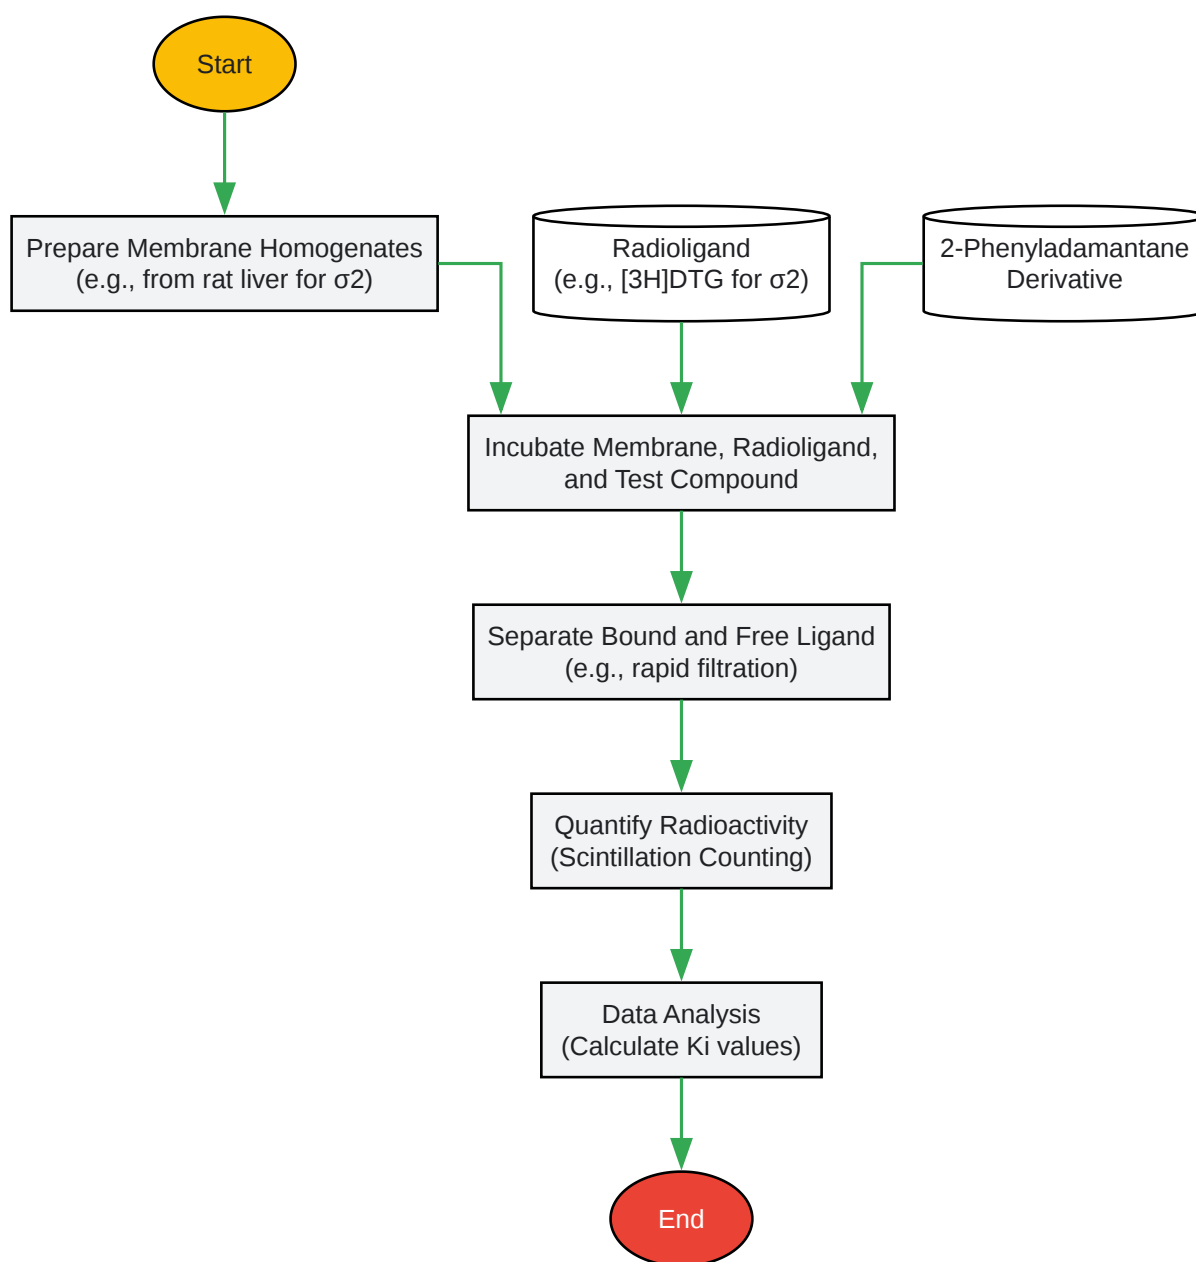 Start
Prepare Membrane Homogenates
(e.g., from rat liver for σ2)
Radioligand
(e.g., [3H]DTG for σ2)
2-Phenyladamantane
Derivative
Incubate Membrane, Radioligand,
and Test Compound
Separate Bound and Free Ligand
(e.g., rapid filtration)
Quantify Radioactivity
(Scintillation Counting)
Data Analysis
(Calculate Ki values)
End